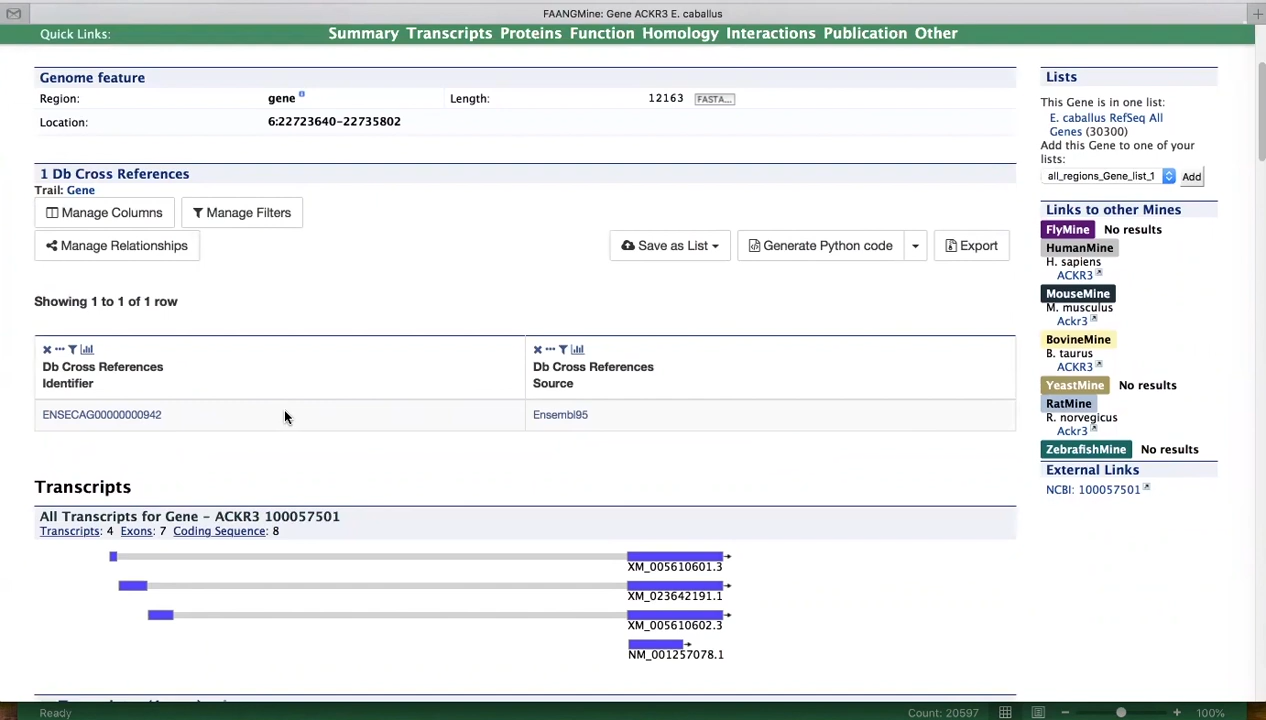 FAANGMine: Gene ACKR3 E. caballus
Quick Links: Summary Transcripts Proteins Function Homology Interactions Publication Other
Genome feature
Region: gene Length: 12163 FASTA...
Location: 6:22723640-22735802
1 Db Cross References
Trail: Gene
Manage Columns Manage Filters
Manage Relationships Save as List Generate Python code Export
Showing 1 to 1 of 1 row
Db Cross References Identifier
Db Cross References Source
ENSECAG00000000942 Ensembl95
Transcripts
All Transcripts for Gene - ACKR3 100057501
Transcripts: 4 Exons: 7 Coding Sequence: 8
XM_005610601.3
XM_023642191.1
XM_005610602.3
NM_001257078.1
Lists
This Gene is in one list:
E. caballus RefSeq All
Genes (30300)
Add this Gene to one of your
lists:
all_regions_Gene_list_1 Add
Links to other Mines
FlyMine No results
HumanMine
H. sapiens
ACKR3
MouseMine
M. musculus
Ackr3
BovineMine
B. taurus
ACKR3
YeastMine No results
RatMine
R. norvegicus
Ackr3
ZebrafishMine No results
External Links
NCBI: 100057501
Ready Count: 20597 100%